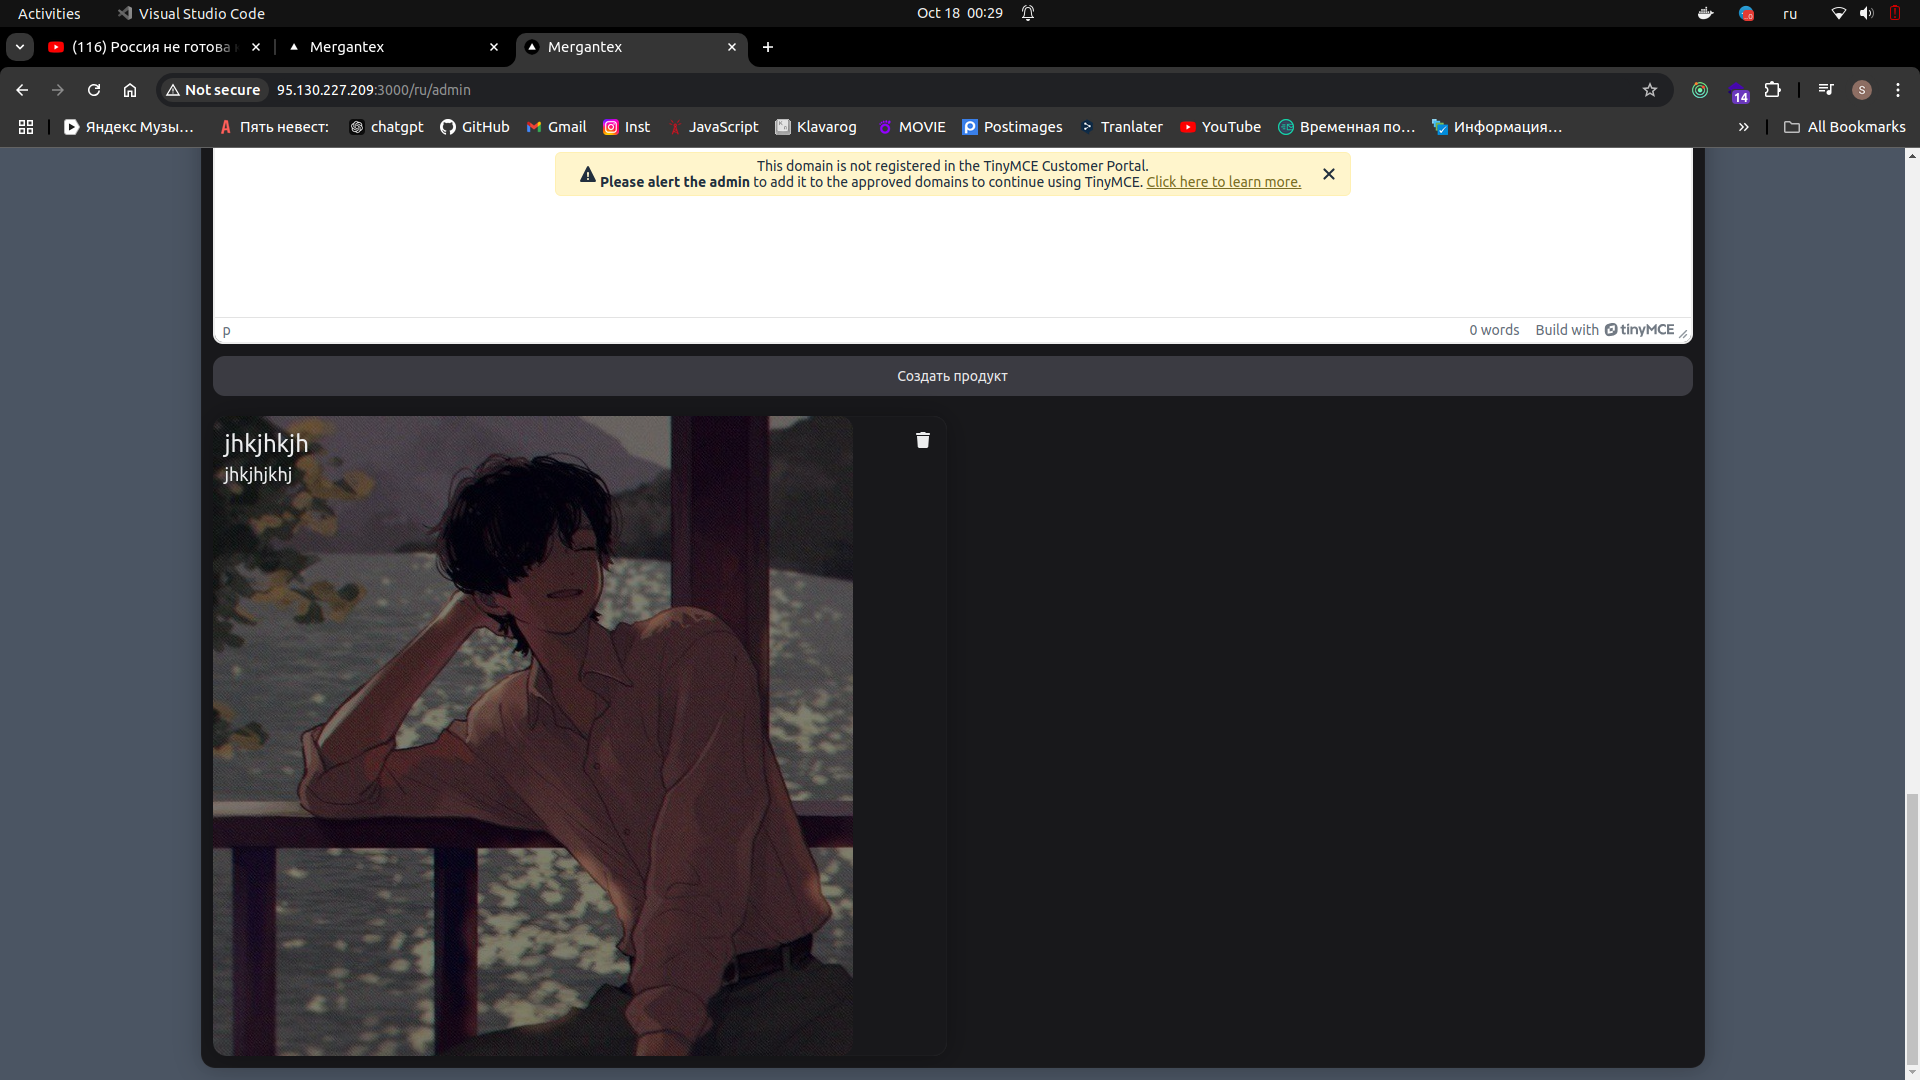 Activities Visual Studio Code Oct 18 00:29 ru
(116) Россия не готова Mergantex Mergantex
Not secure 95.130.227.209:3000/ru/admin 14 S
Яндекс Музы... Пять невест: chatgpt GitHub Gmail Inst JavaScript Klavarog MOVIE Postimages Tranlater YouTube Временная по... Информация... All Bookmarks
This domain is not registered in the TinyMCE Customer Portal.
Please alert the admin to add it to the approved domains to continue using TinyMCE. Click here to learn more.
p 0 words Build with tinyMCE
Создать продукт
jhkjhkjh
jhkjhjkhj